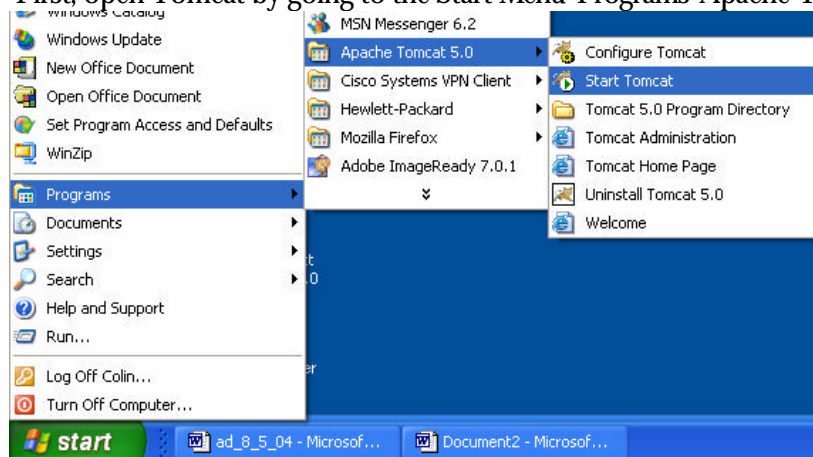 First, open Tomcat by going to the Start Menu-Programs-Apache T
Windows Catalog
Windows Update
New Office Document
Open Office Document
Set Program Access and Defaults
WinZip
Programs
Documents
Settings
Search
Help and Support
Run...
Log Off Colin...
Turn Off Computer...
MSN Messenger 6.2
Apache Tomcat 5.0
Cisco Systems VPN Client
Hewlett-Packard
Mozilla Firefox
Adobe ImageReady 7.0.1
Configure Tomcat
Start Tomcat
Tomcat 5.0 Program Directory
Tomcat Administration
Tomcat Home Page
Uninstall Tomcat 5.0
Welcome
start
ad_8_5_04 - Microsof...
Document2 - Microsof...